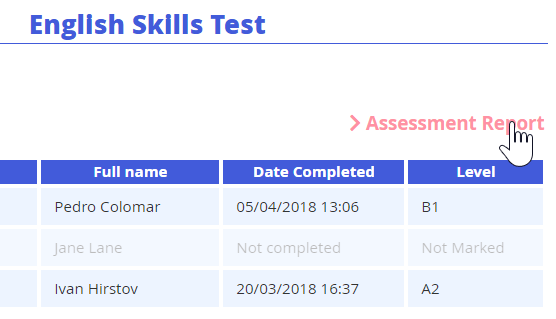 English Skills Test
Assessment Report
Full name Date Completed Level
Pedro Colomar 05/04/2018 13:06 B1
Jane Lane Not completed Not Marked
Ivan Hirstov 20/03/2018 16:37 A2